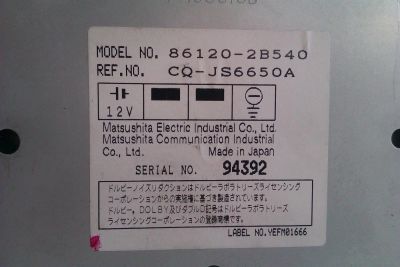 MODEL NO. 86120-2B540
REF.NO. CQ-JS6650A
12V
Matsushita Electric Industrial Co., Ltd.
Matsushita Communication Industrial
Co., Ltd. Made in Japan
SERIAL NO. 94392
ドルビーノイズリダクションはドルビーラボラトリーズライセンシング
コーポレーションからの実施権に基づき製造されています。
ドルビー，DOLBY及びダブルD記号はドルビーラボラトリーズ
ライセンシングコーポレーションの登録商標です。
LABEL NO.YEFM01666